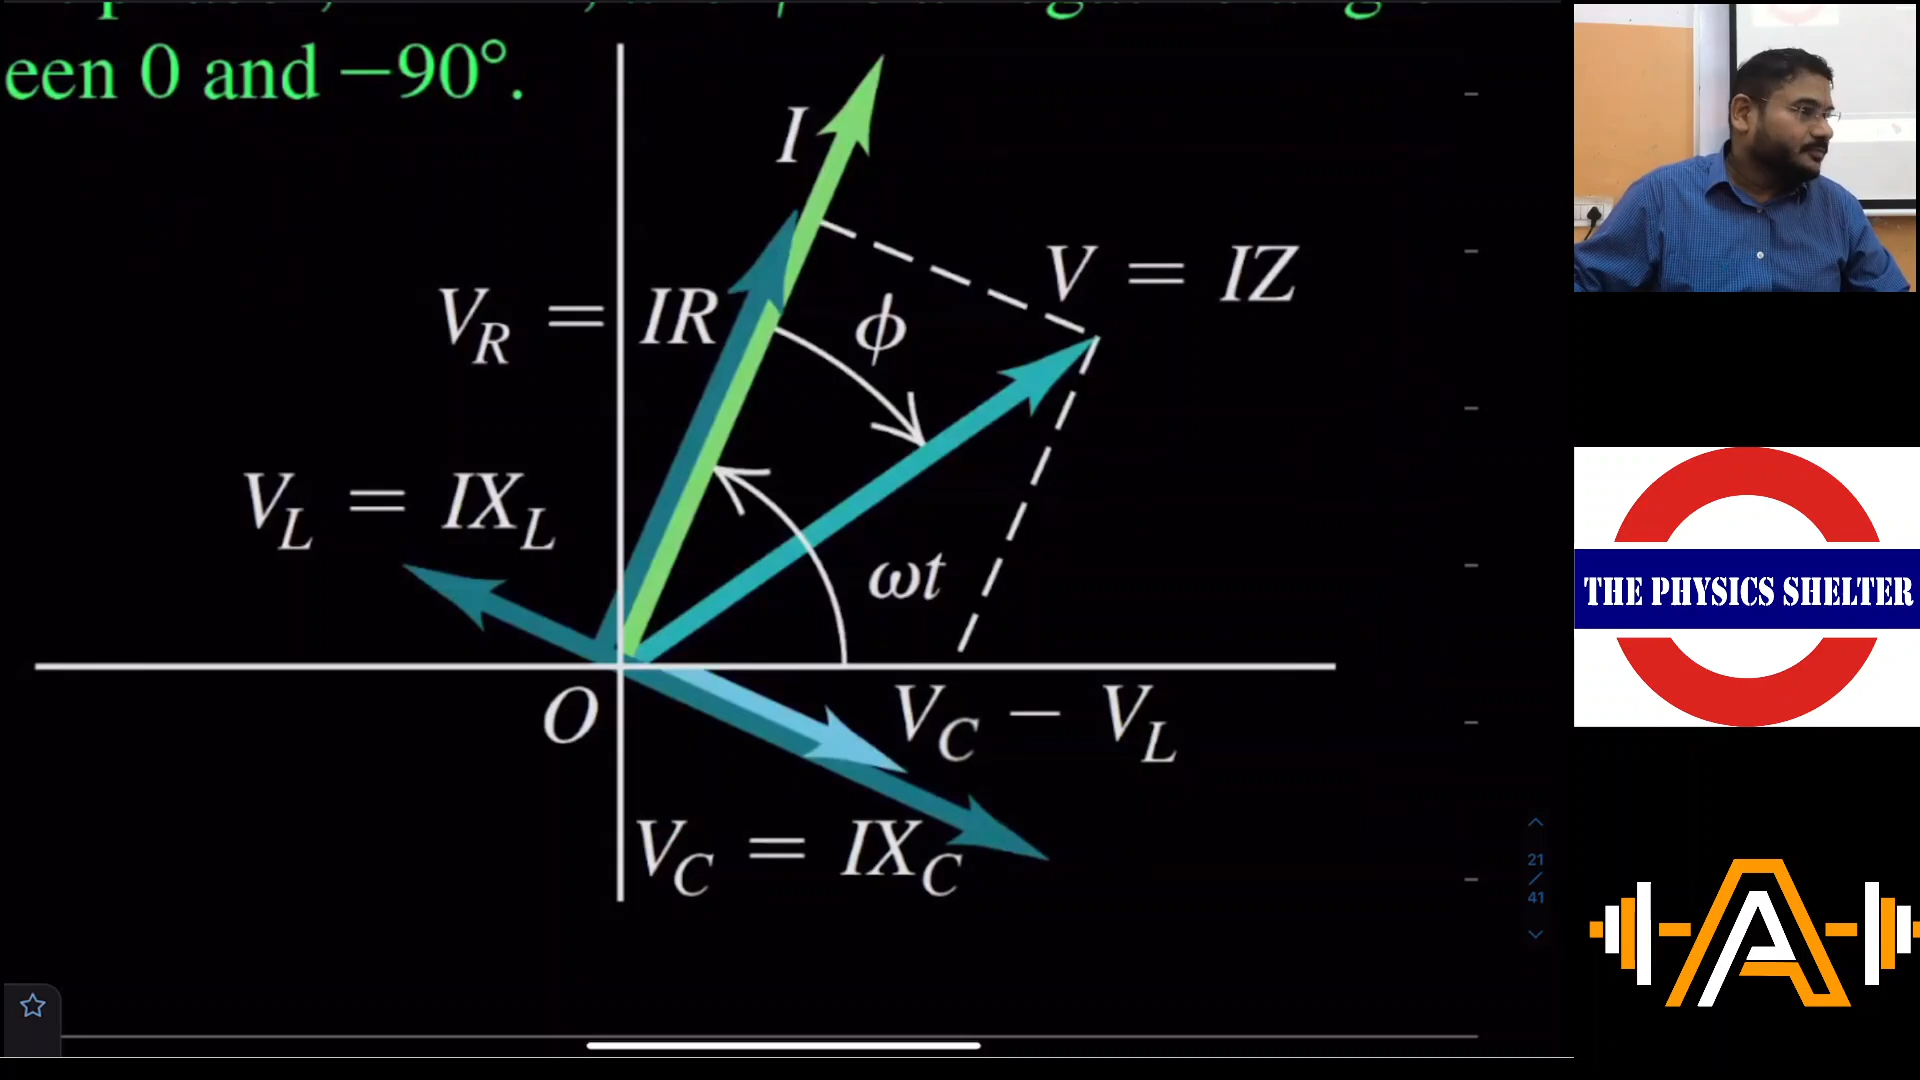 een 0 and −90°.
I
V = IZ
V_R = IR
ϕ
V_L = IX_L
ωt
O
V_C − V_L
V_C = IX_C
21
/
41
THE PHYSICS SHELTER
A